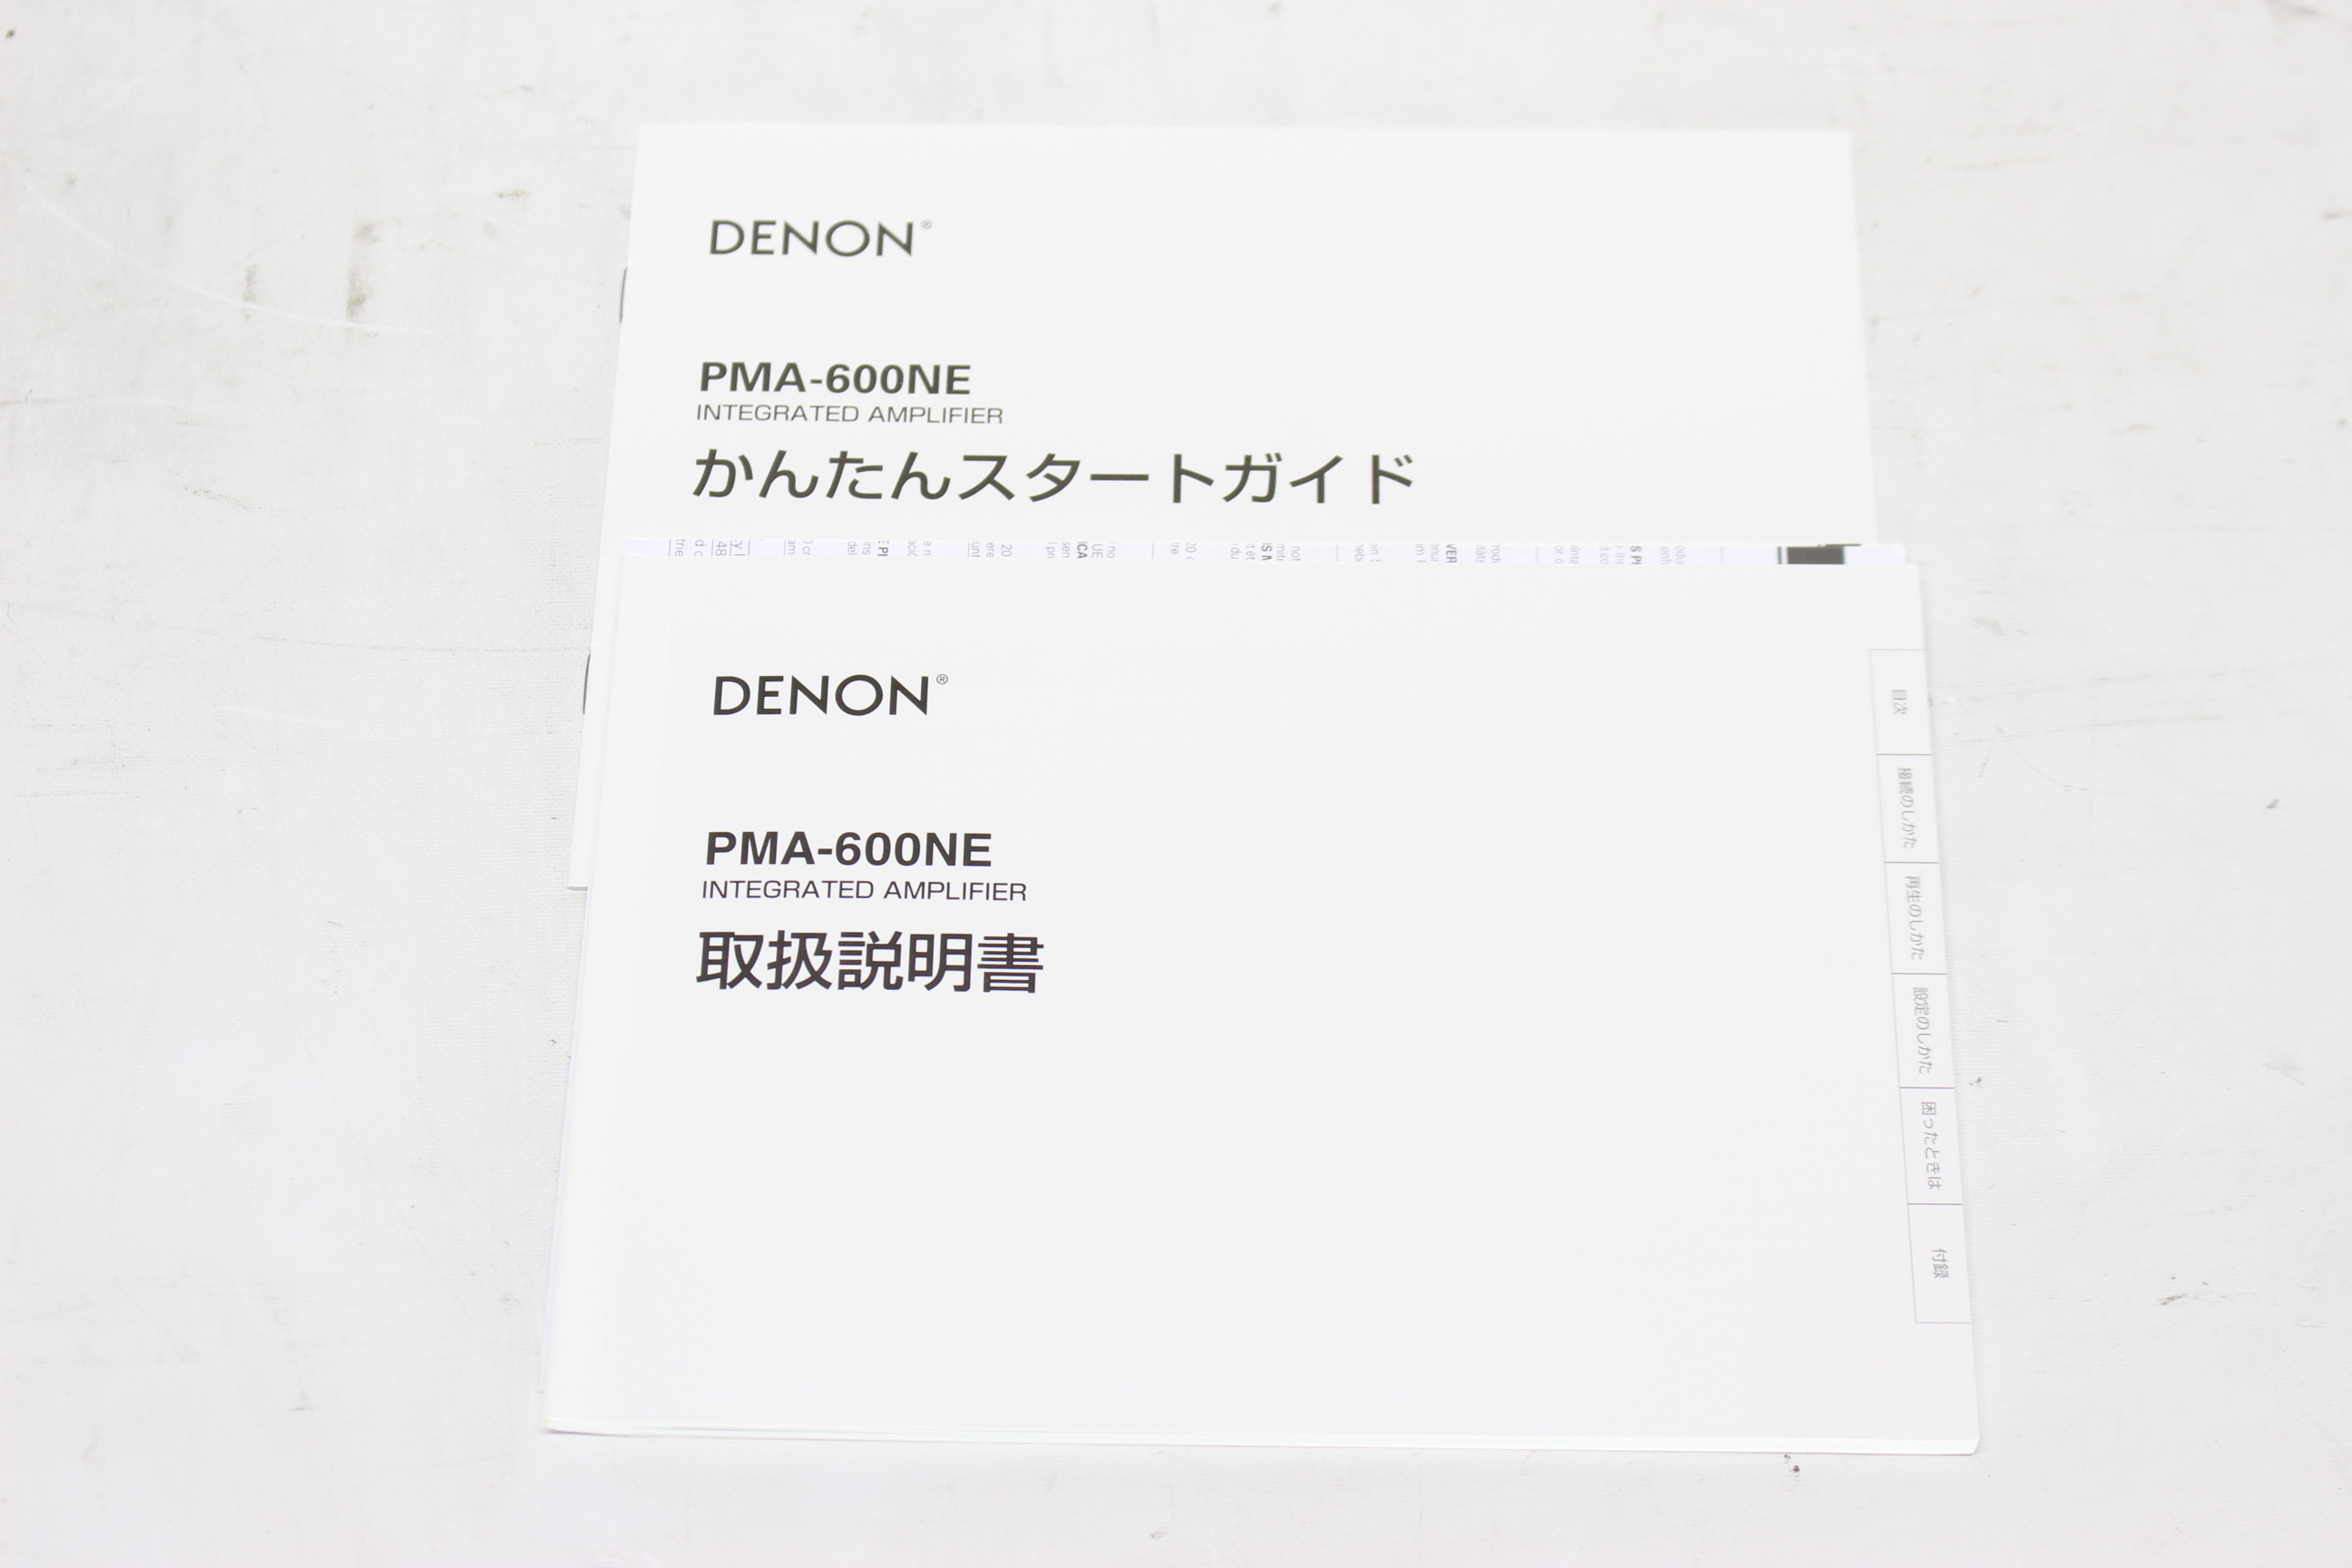 DENON®
PMA-600NE
INTEGRATED AMPLIFIER
かんたんスタートガイド
DENON®
PMA-600NE
INTEGRATED AMPLIFIER
取扱説明書
目次
接続のしかた
再生のしかた
設定のしかた
困ったときは
付録